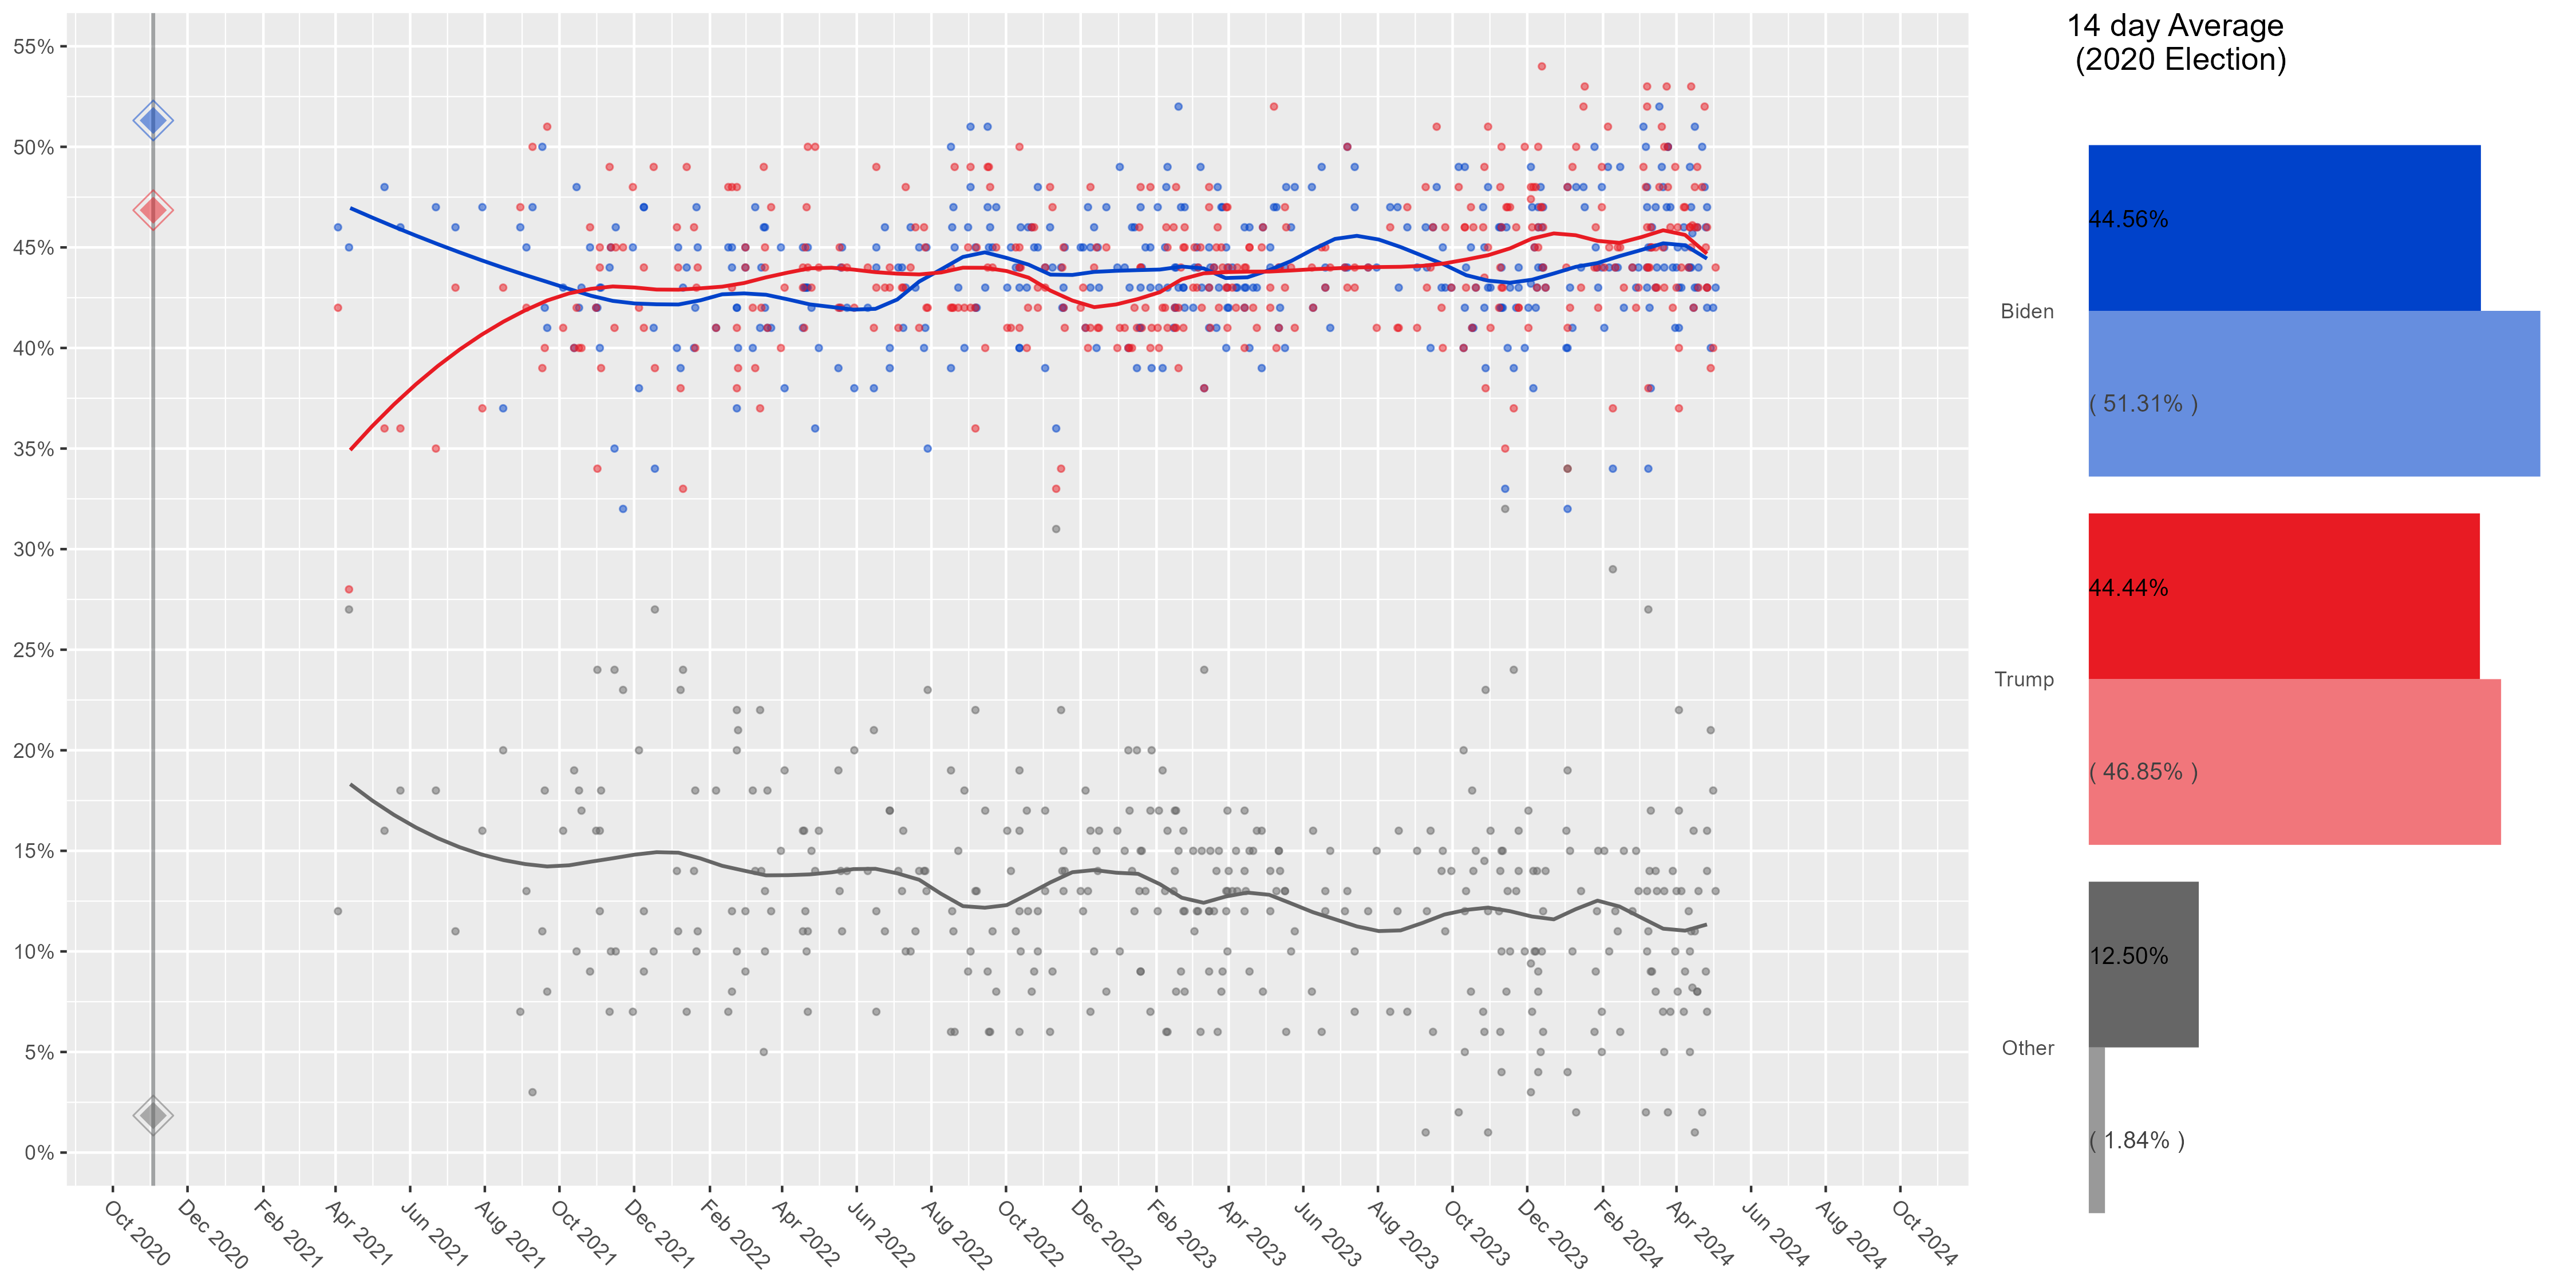 55%
50%
45%
40%
35%
30%
25%
20%
15%
10%
5%
0%
Oct 2020
Dec 2020
Feb 2021
Apr 2021
Jun 2021
Aug 2021
Oct 2021
Dec 2021
Feb 2022
Apr 2022
Jun 2022
Aug 2022
Oct 2022
Dec 2022
Feb 2023
Apr 2023
Jun 2023
Aug 2023
Oct 2023
Dec 2023
Feb 2024
Apr 2024
Jun 2024
Aug 2024
Oct 2024
14 day Average
(2020 Election)
44.56%
Biden
( 51.31% )
44.44%
Trump
( 46.85% )
12.50%
Other
( 1.84% )